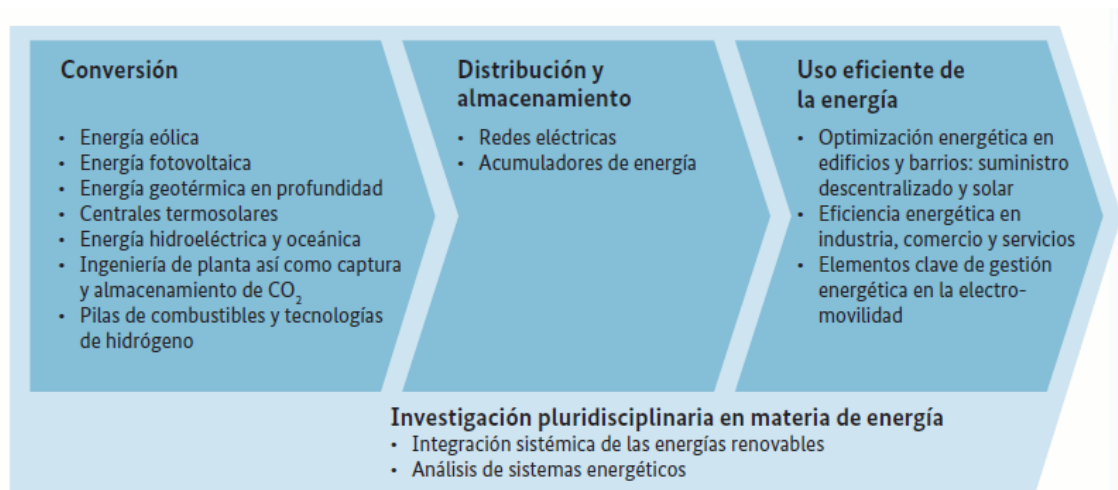 Conversión
• Energía eólica
• Energía fotovoltaica
• Energía geotérmica en profundidad
• Centrales termosolares
• Energía hidroeléctrica y oceánica
• Ingeniería de planta así como captura
y almacenamiento de CO₂
• Pilas de combustibles y tecnologías
de hidrógeno
Distribución y
almacenamiento
• Redes eléctricas
• Acumuladores de energía
Uso eficiente de
la energía
• Optimización energética en
edificios y barrios: suministro
descentralizado y solar
• Eficiencia energética en
industria, comercio y servicios
• Elementos clave de gestión
energética en la electro-
movilidad
Investigación pluridisciplinaria en materia de energía
• Integración sistémica de las energías renovables
• Análisis de sistemas energéticos